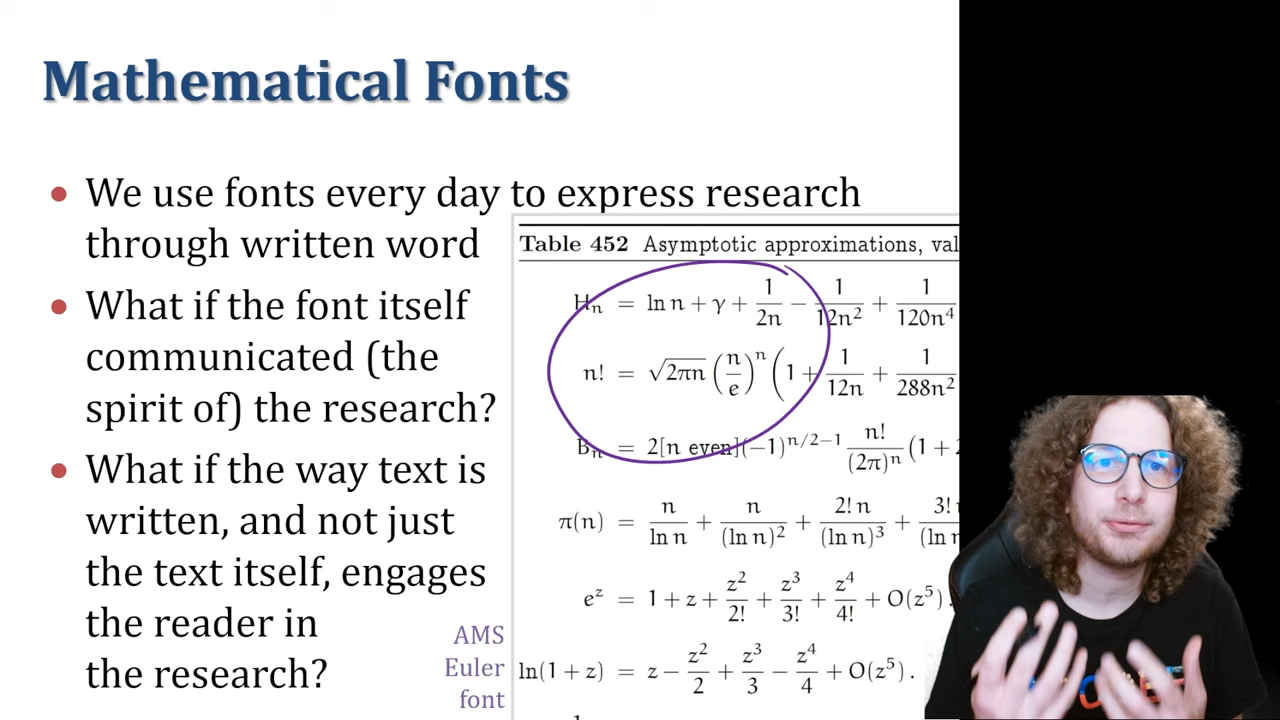 Mathematical Fonts
• We use fonts every day to express research
through written word
• What if the font itself
communicated (the
spirit of) the research?
• What if the way text is
written, and not just
the text itself, engages
the reader in
the research?
AMS
Euler
font
Table 452 Asymptotic approximations, val
Hₙ = ln n + γ + 1/2n − 1/12n² + 1/120n⁴
n! = √2πn (n/e)ⁿ (1 + 1/12n + 1/288n²
Bₙ = 2[n even](−1)^(n/2−1) n!/(2π)ⁿ (1 +
π(n) = n/ln n + n/(ln n)² + 2! n/(ln n)³ + 3!
eᶻ = 1 + z + z²/2! + z³/3! + z⁴/4! + O(z⁵) .
ln(1 + z) = z − z²/2 + z³/3 − z⁴/4 + O(z⁵) .